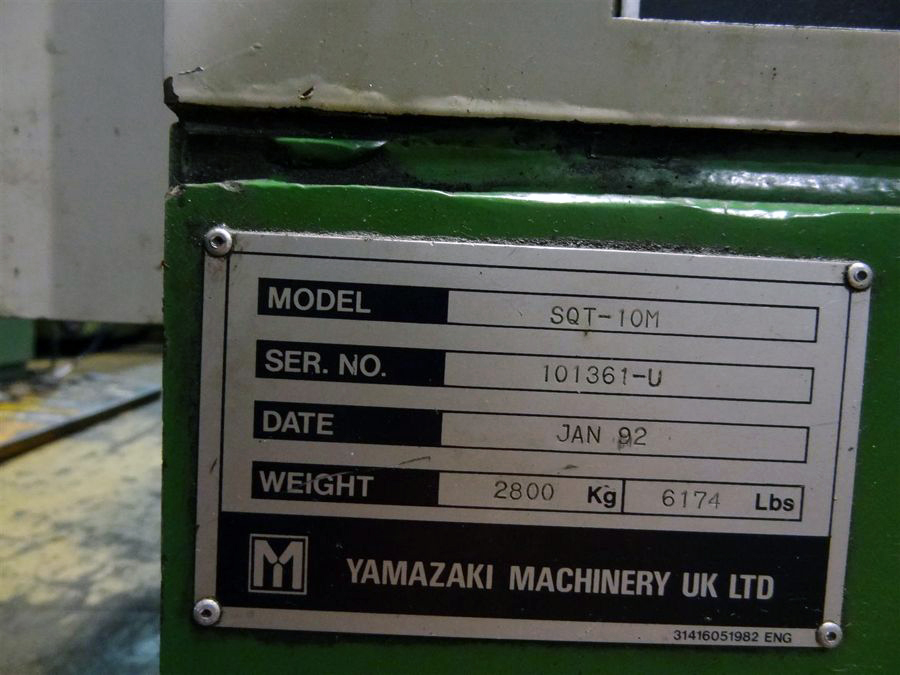 MODEL SQT-10M
SER. NO. 101361-U
DATE JAN 92
WEIGHT 2800 Kg 6174 Lbs
M YAMAZAKI MACHINERY UK LTD
31416051982 ENG